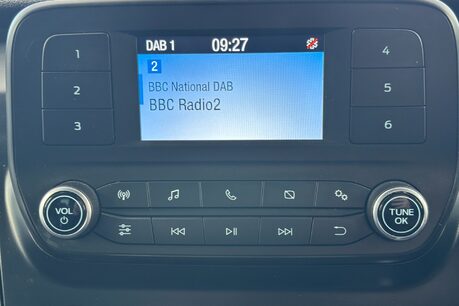 DAB 1 09:27
2
BBC National DAB
BBC Radio2
1
2
3
4
5
6
VOL
TUNE
OK